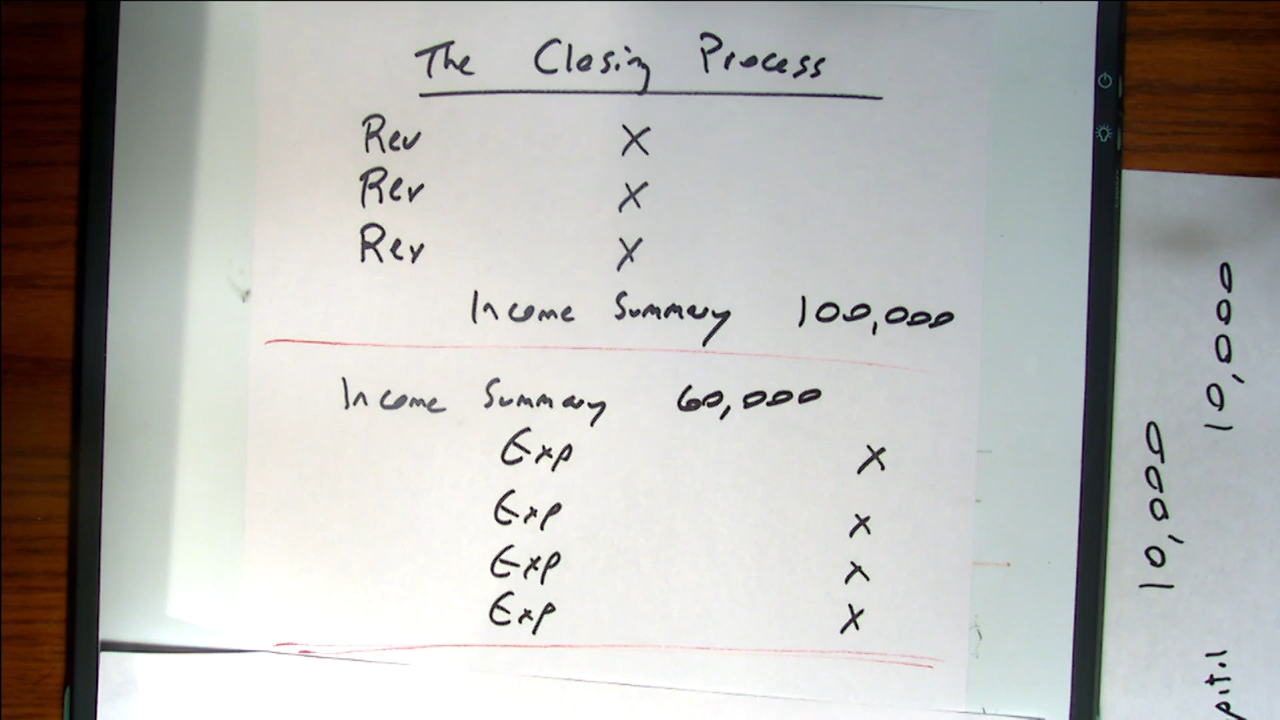 The Closing Process
Rev X
Rev X
Rev X
Income Summary 100,000
Income Summary 60,000
Exp X
Exp X
Exp X
Exp X
10,000
10,000
pital